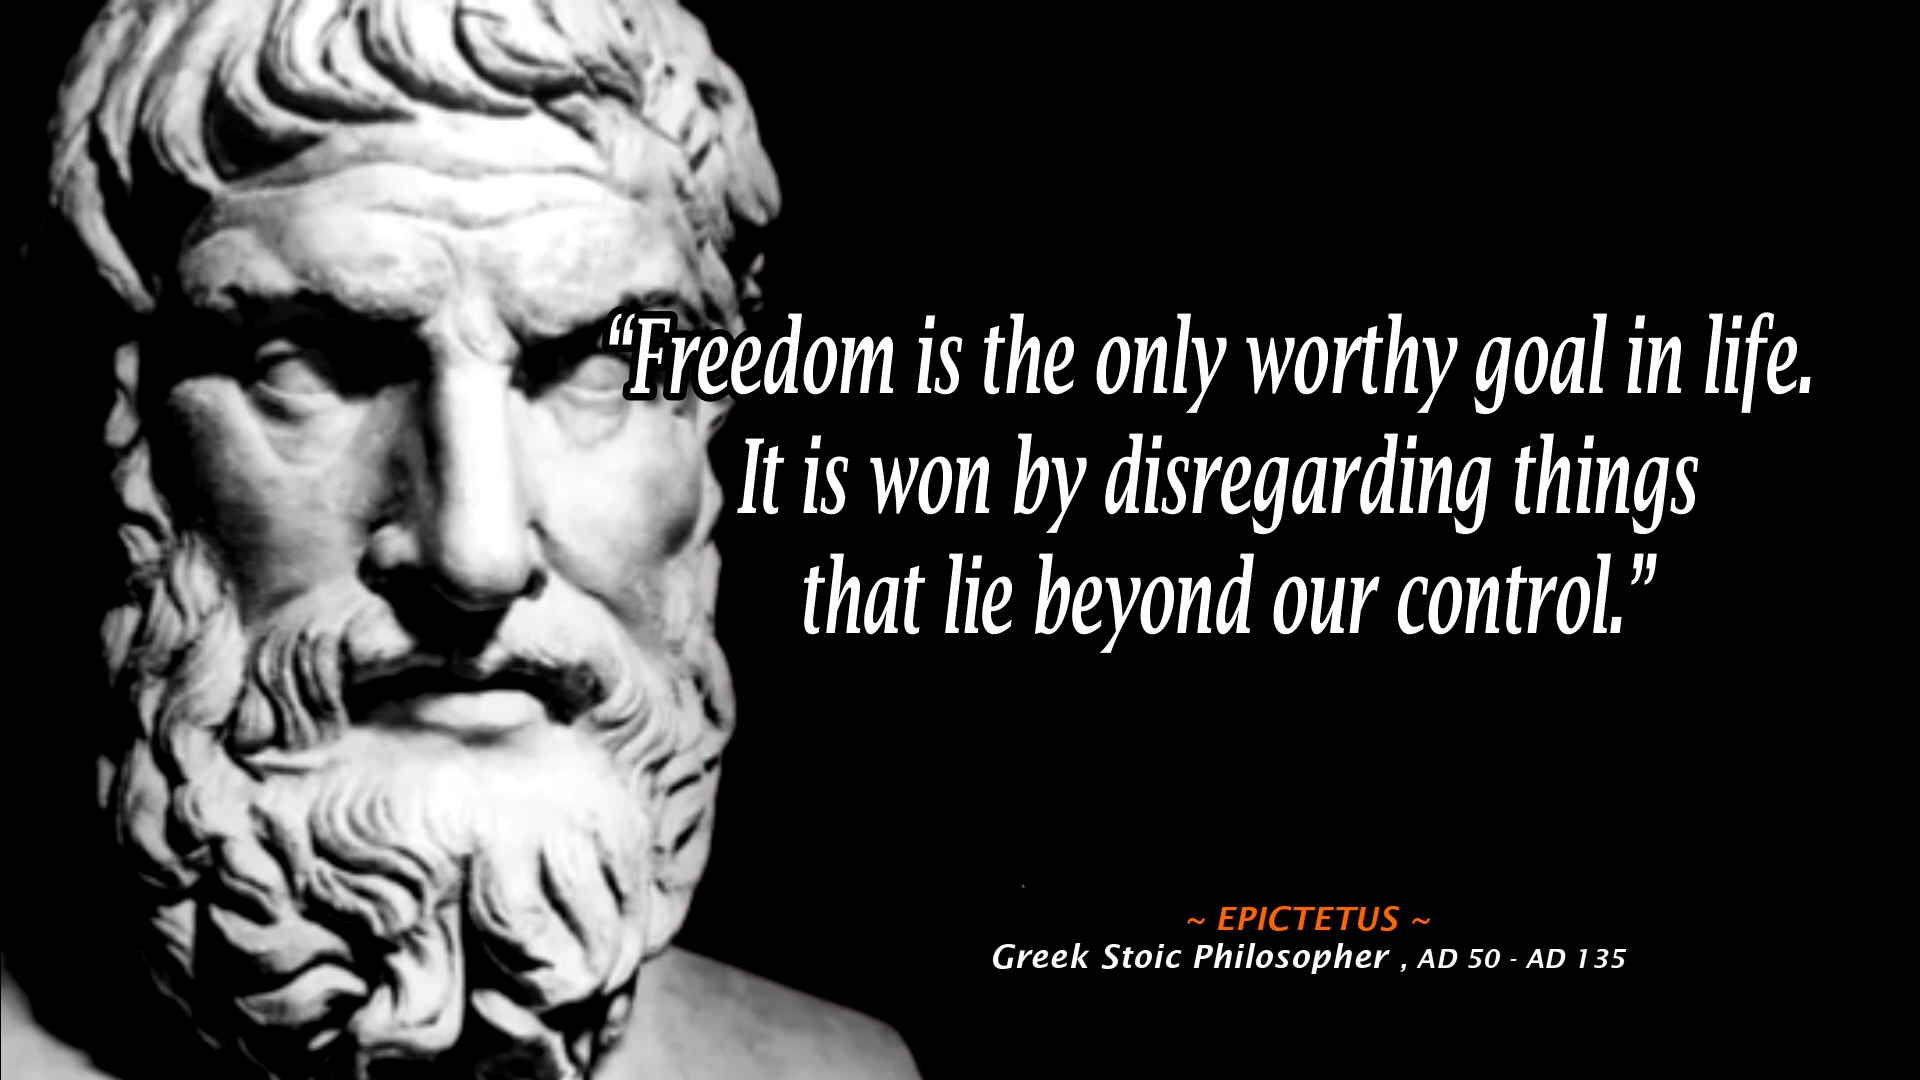 “Freedom is the only worthy goal in life.
It is won by disregarding things
that lie beyond our control.”
~ EPICTETUS ~
Greek Stoic Philosopher , AD 50 - AD 135